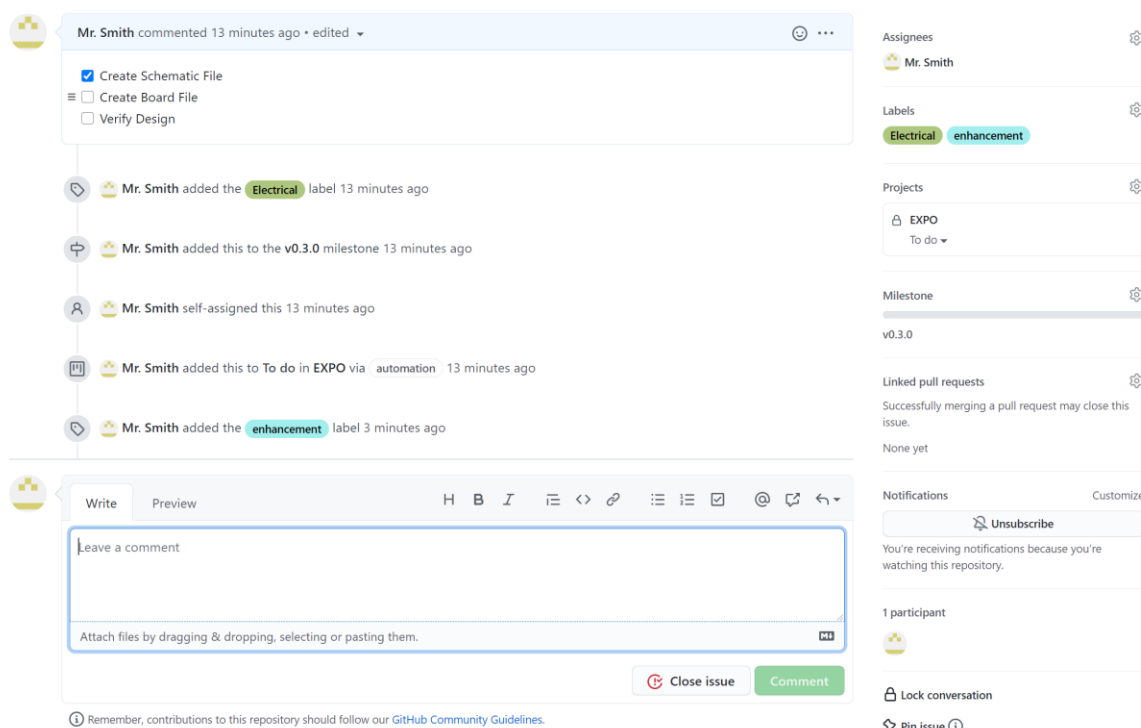 Mr. Smith commented 13 minutes ago • edited
Create Schematic File
Create Board File
Verify Design
Mr. Smith added the Electrical label 13 minutes ago
Mr. Smith added this to the v0.3.0 milestone 13 minutes ago
Mr. Smith self-assigned this 13 minutes ago
Mr. Smith added this to To do in EXPO via automation 13 minutes ago
Mr. Smith added the enhancement label 3 minutes ago
Write Preview
H B I
Leave a comment
Attach files by dragging & dropping, selecting or pasting them.
Close issue Comment
Remember, contributions to this repository should follow our GitHub Community Guidelines.
Assignees
Mr. Smith
Labels
Electrical enhancement
Projects
EXPO
To do
Milestone
v0.3.0
Linked pull requests
Successfully merging a pull request may close this
issue.
None yet
Notifications Customize
Unsubscribe
You're receiving notifications because you're
watching this repository.
1 participant
Lock conversation
Pin issue